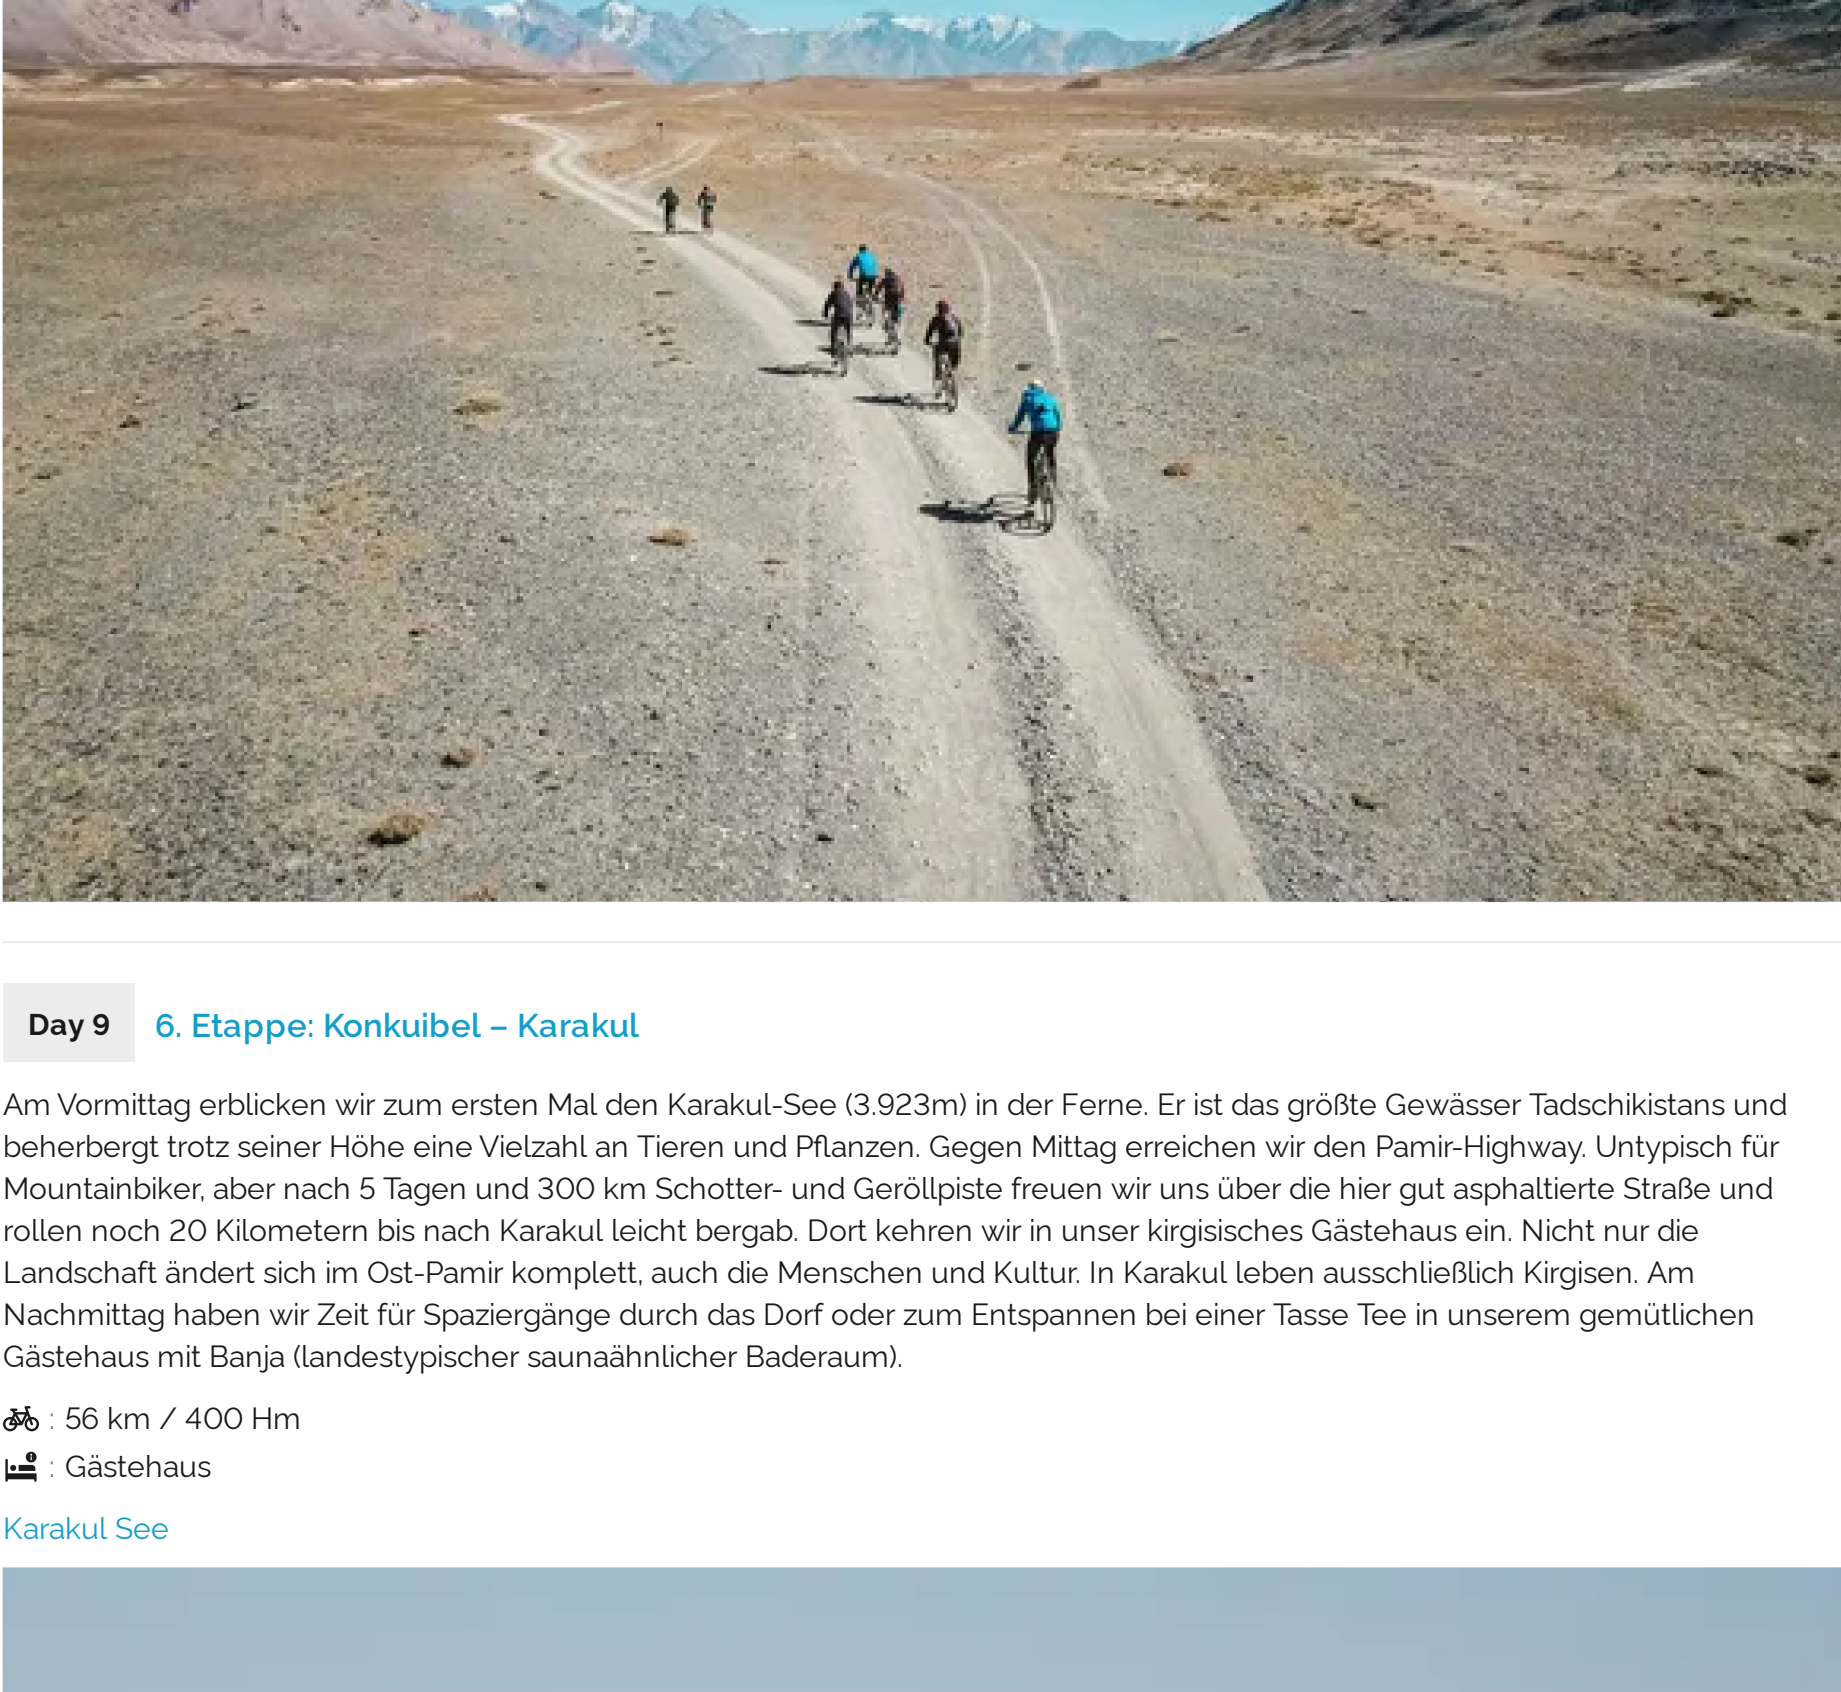 Day 9
6. Etappe: Konkuibel – Karakul
Am Vormittag erblicken wir zum ersten Mal den Karakul-See (3.923m) in der Ferne. Er ist das größte Gewässer Tadschikistans und
beherbergt trotz seiner Höhe eine Vielzahl an Tieren und Pflanzen. Gegen Mittag erreichen wir den Pamir-Highway. Untypisch für
Mountainbiker, aber nach 5 Tagen und 300 km Schotter- und Geröllpiste freuen wir uns über die hier gut asphaltierte Straße und
rollen noch 20 Kilometern bis nach Karakul leicht bergab. Dort kehren wir in unser kirgisisches Gästehaus ein. Nicht nur die
Landschaft ändert sich im Ost-Pamir komplett, auch die Menschen und Kultur. In Karakul leben ausschließlich Kirgisen. Am
Nachmittag haben wir Zeit für Spaziergänge durch das Dorf oder zum Entspannen bei einer Tasse Tee in unserem gemütlichen
Gästehaus mit Banja (landestypischer saunaähnlicher Baderaum).
: 56 km / 400 Hm
: Gästehaus
Karakul See